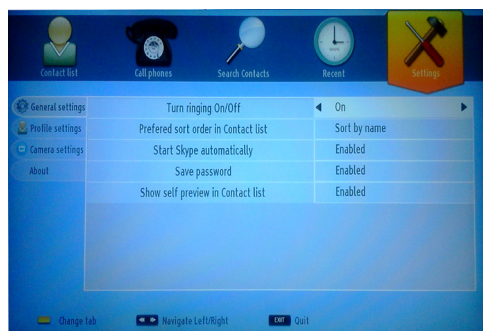 Contact list
Call phones
Search Contacts
Recent
Settings
General settings
Turn ringing On/Off
On
Profile settings
Prefered sort order in Contact list
Sort by name
Camera settings
Start Skype automatically
Enabled
About
Save password
Enabled
Show self preview in Contact list
Enabled
Change tab
Navigate Left/Right
EXIT Quit